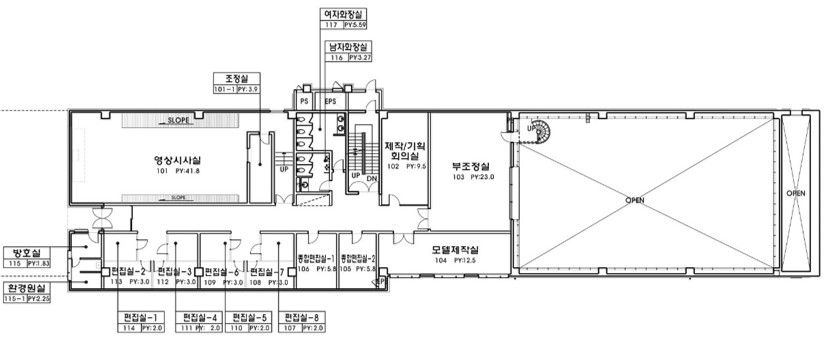 여자화장실
117 PY:5.59
남자화장실
116 PY:3.27
조정실
101-1 PY:3.9
PS
EPS
SLOPE
영상시사실
101 PY:41.8
SLOPE
UP
UP
DN
제작/기획
회의실
102 PY:9.5
부조정실
103 PY:23.0
UP
OPEN
OPEN
모델제작실
104 PY:12.5
방호실
115 PY:1.83
환경원실
115-1 PY:2.25
편집실-2
113 PY:3.0
편집실-3
112 PY:3.0
편집실-6
109 PY:3.0
편집실-7
108 PY:3.0
종합편집실-1
106 PY:5.8
종합편집실-2
105 PY:5.8
EP
편집실-1
114 PY:2.0
편집실-4
111 PY: 2.0
편집실-5
110 PY:2.0
편집실-8
107 PY:2.0